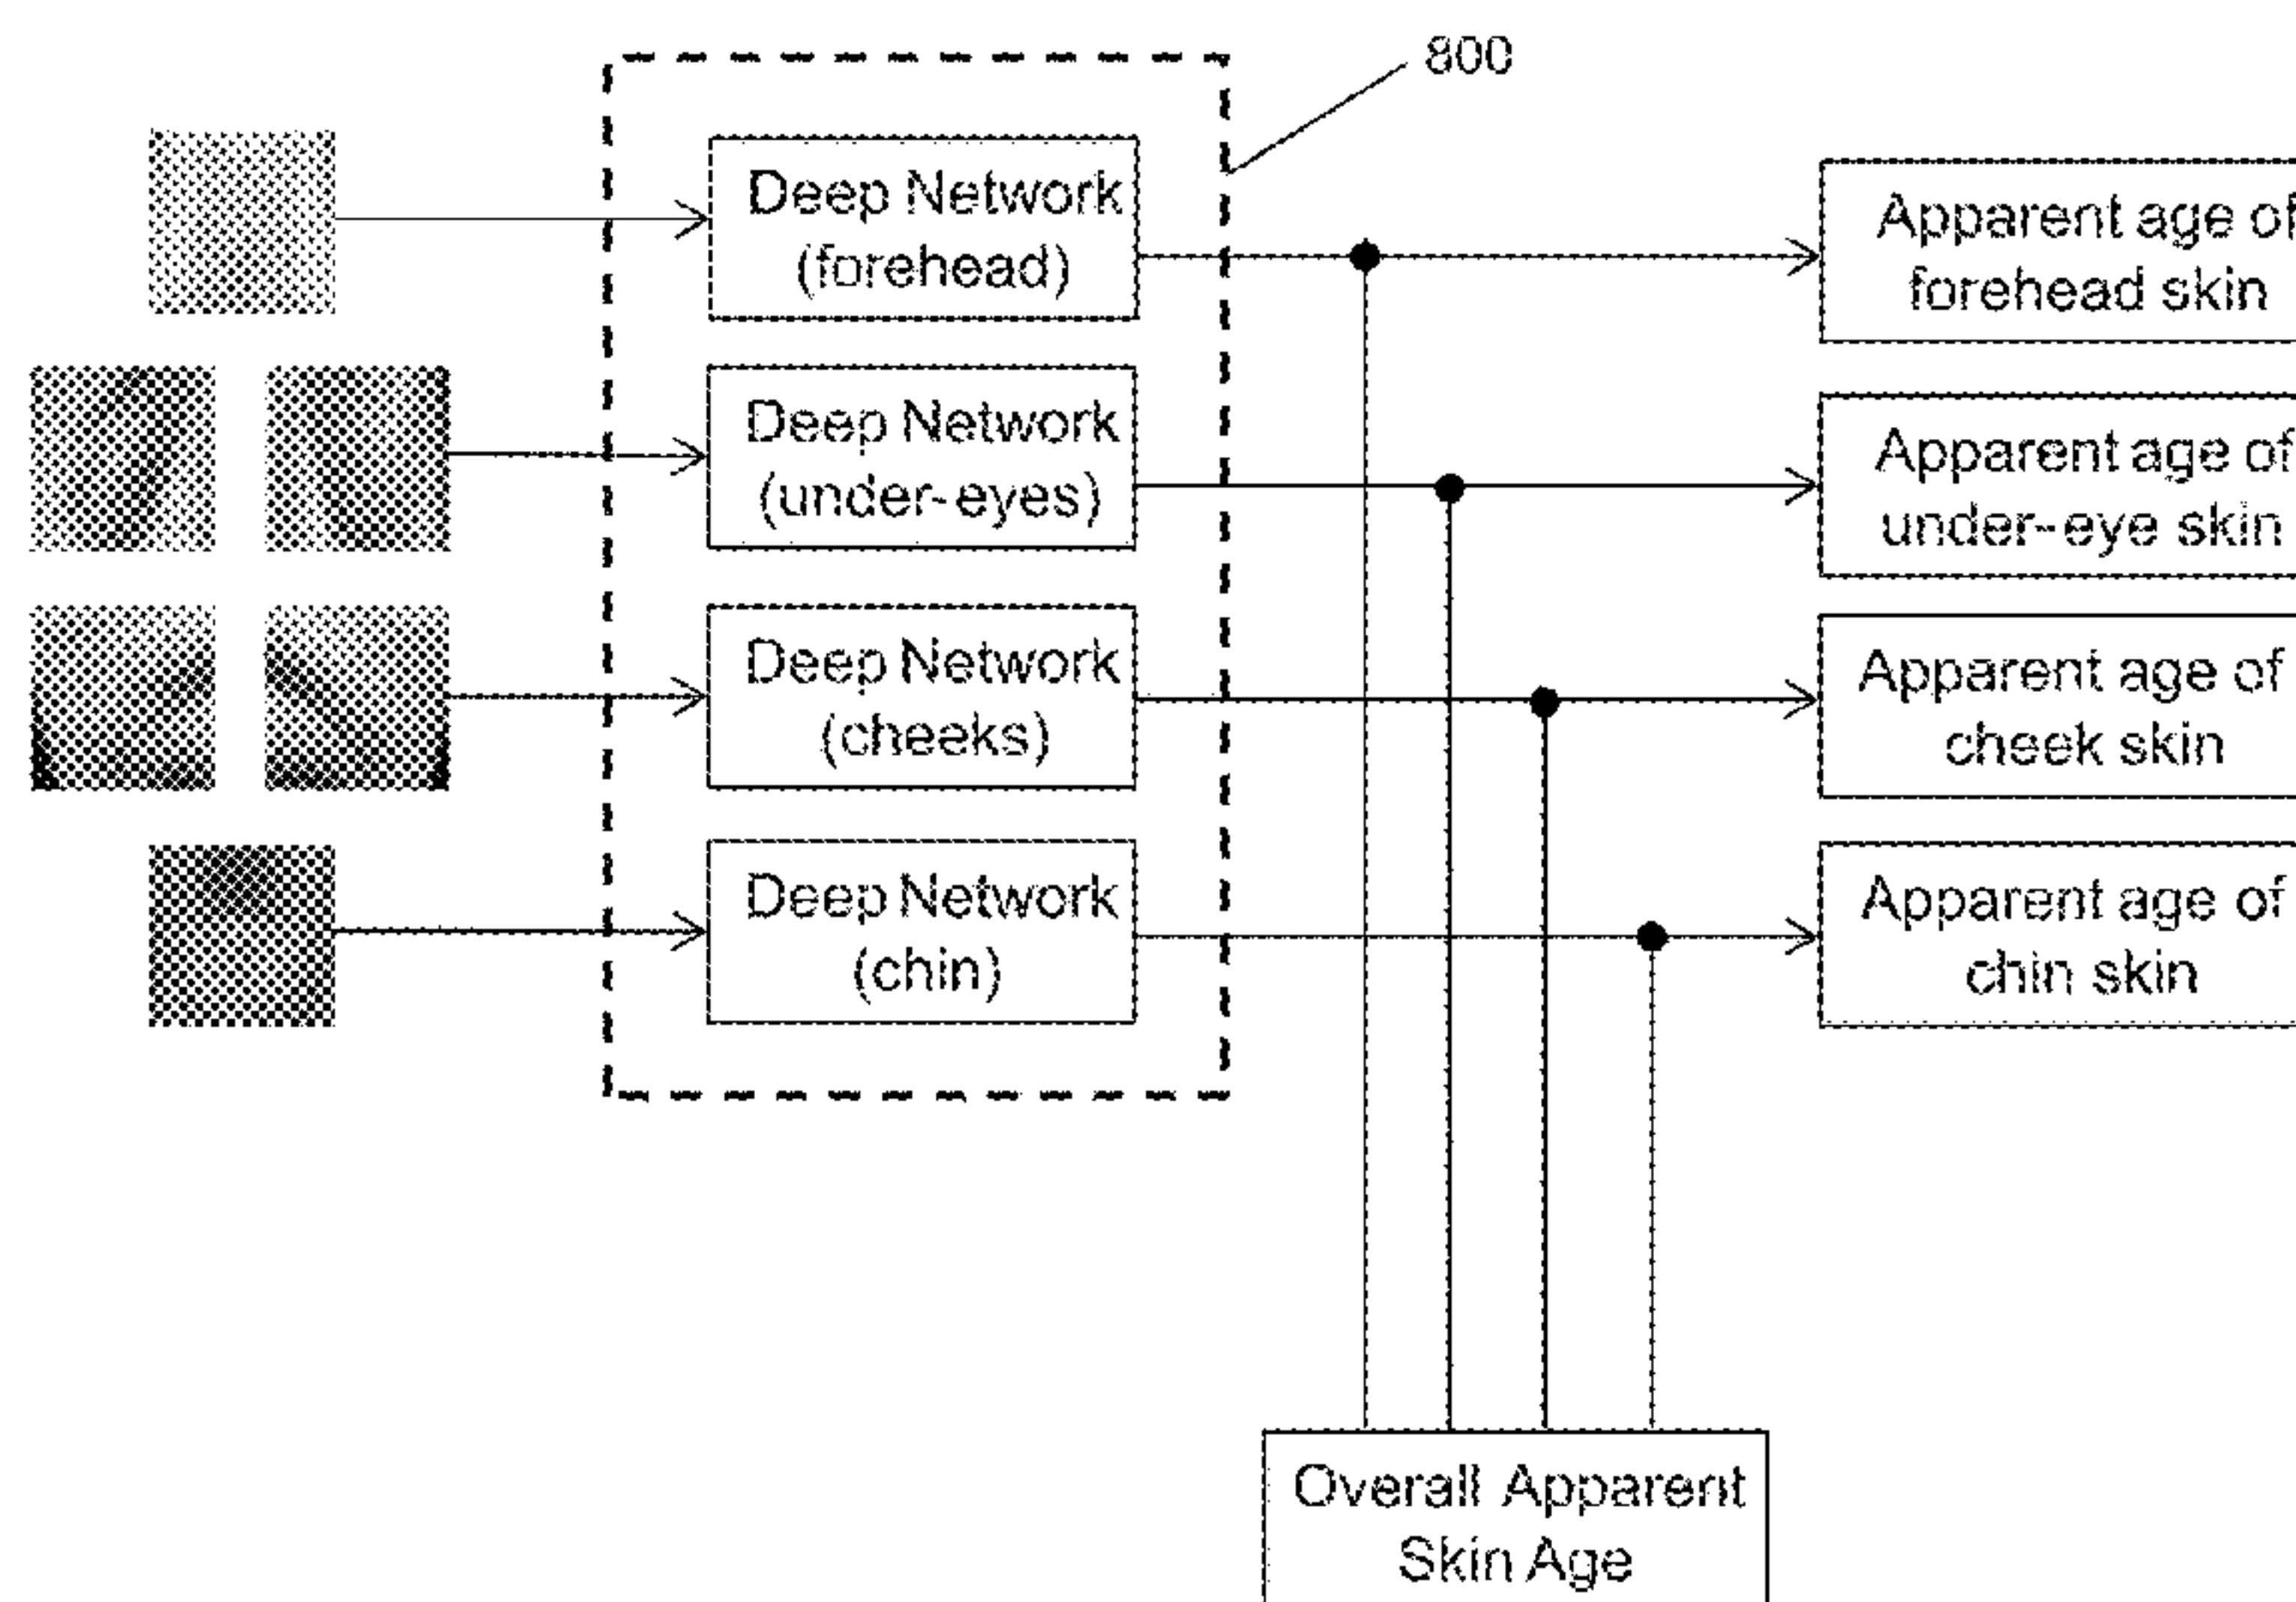 800
Deep Network
(forehead)
Apparent age of
forehead skin
Deep Network
(under-eyes)
Apparent age of
under-eye skin
Deep Network
(cheeks)
Apparent age of
cheek skin
Deep Network
(chin)
Apparent age of
chin skin
Overall Apparent
Skin Age